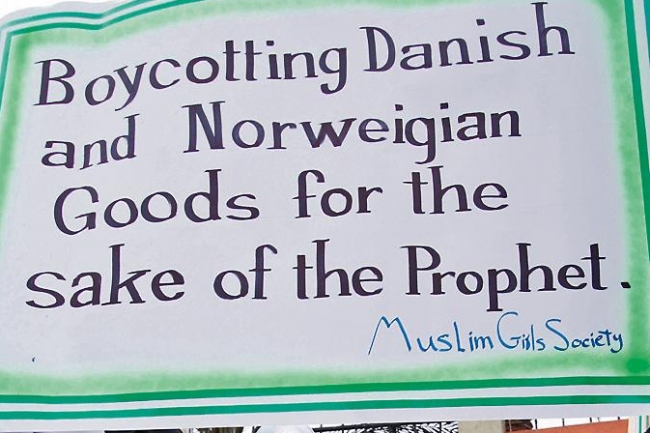 Boycotting Danish
and Norweigian
Goods for the
sake of the Prophet.
Muslim Girls Society